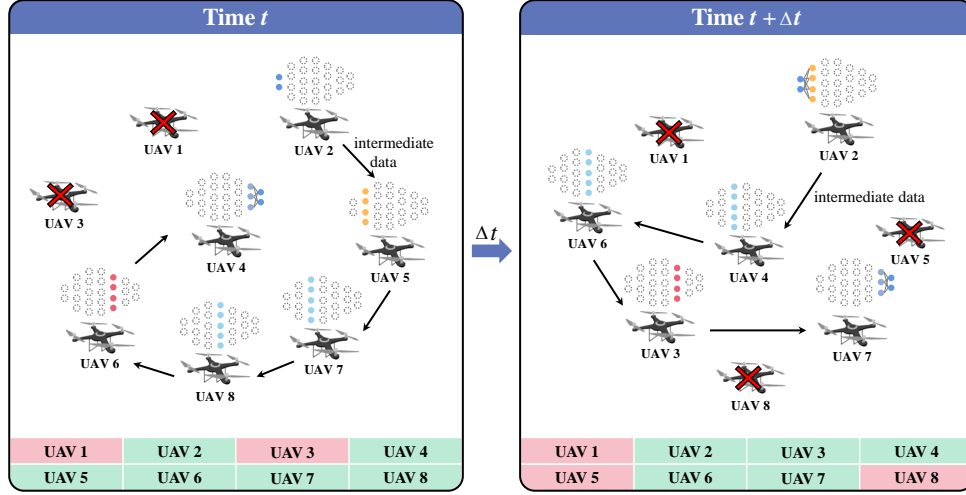 Time t
UAV 1
UAV 2
intermediate
data
UAV 3
UAV 4
UAV 5
UAV 6
UAV 7
UAV 8
UAV 1 UAV 2 UAV 3 UAV 4
UAV 5 UAV 6 UAV 7 UAV 8
Δt
Time t + Δt
UAV 1
UAV 2
intermediate data
UAV 6
UAV 4
UAV 5
UAV 3
UAV 7
UAV 8
UAV 1 UAV 2 UAV 3 UAV 4
UAV 5 UAV 6 UAV 7 UAV 8